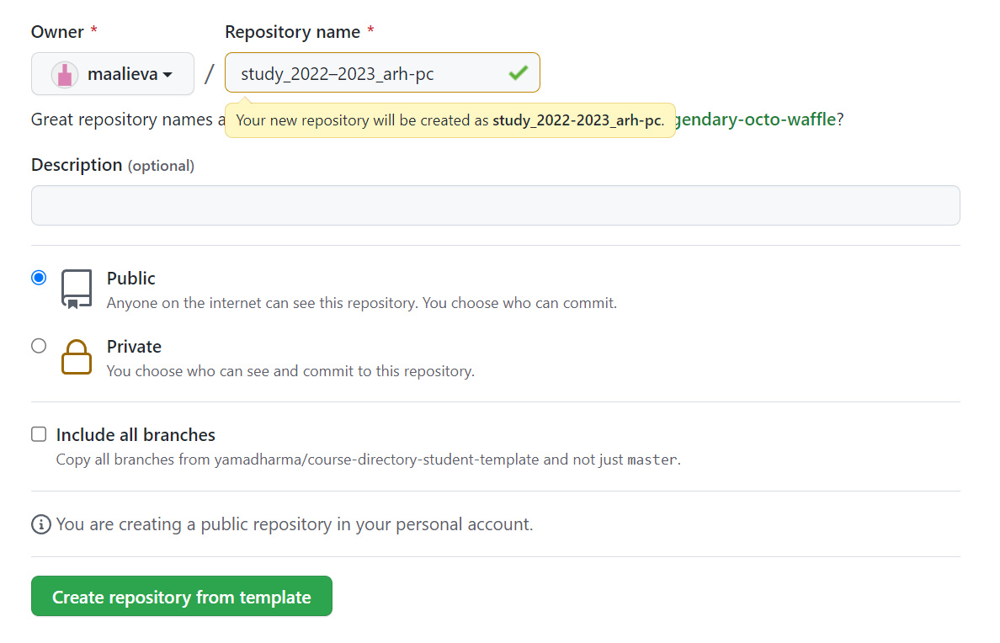 Owner * Repository name *
maalieva / study_2022–2023_arh-pc
Great repository names a gendary-octo-waffle?
Your new repository will be created as study_2022-2023_arh-pc.
Description (optional)
Public
Anyone on the internet can see this repository. You choose who can commit.
Private
You choose who can see and commit to this repository.
Include all branches
Copy all branches from yamadharma/course-directory-student-template and not just master.
You are creating a public repository in your personal account.
Create repository from template